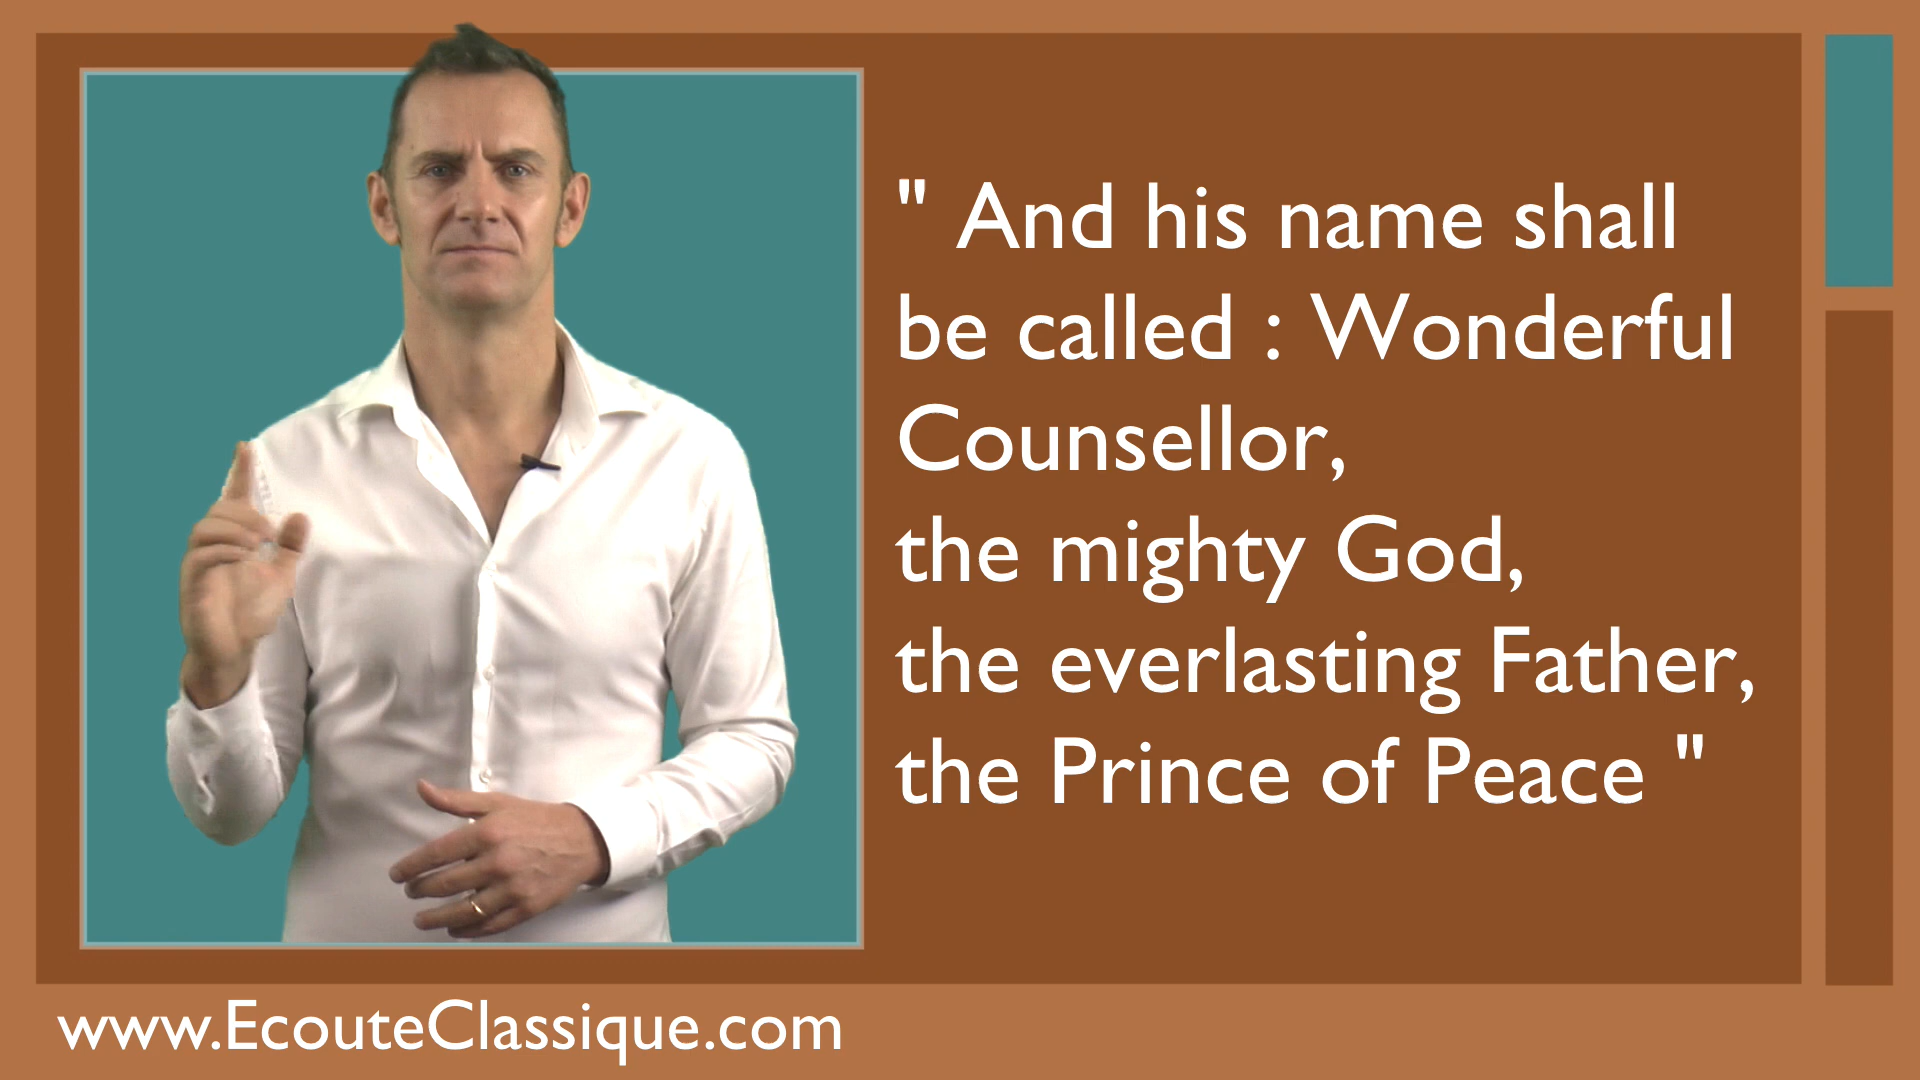 " And his name shall
be called : Wonderful
Counsellor,
the mighty God,
the everlasting Father,
the Prince of Peace "
www.EcouteClassique.com